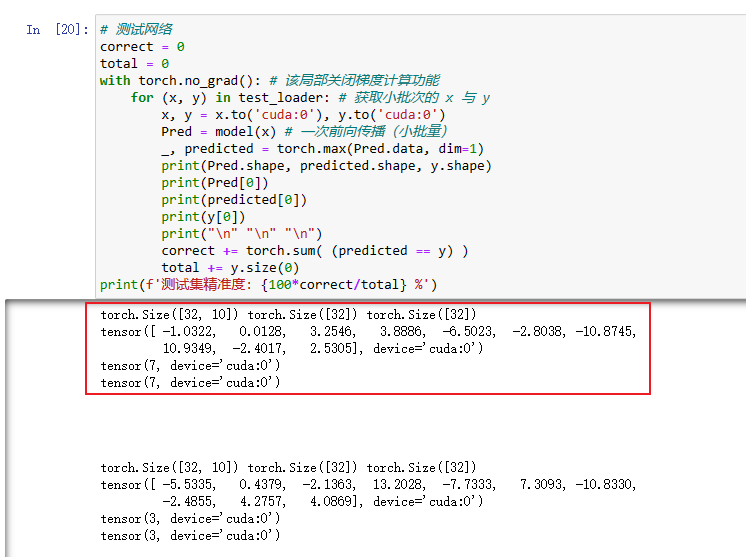 In [20]: # 测试网络
correct = 0
total = 0
with torch.no_grad(): # 该局部关闭梯度计算功能
    for (x, y) in test_loader: # 获取小批次的 x 与 y
        x, y = x.to('cuda:0'), y.to('cuda:0')
        Pred = model(x) # 一次前向传播（小批量）
        _, predicted = torch.max(Pred.data, dim=1)
        print(Pred.shape, predicted.shape, y.shape)
        print(Pred[0])
        print(predicted[0])
        print(y[0])
        print("\n" "\n" "\n")
        correct += torch.sum( (predicted == y) )
        total += y.size(0)
print(f'测试集精准度: {100*correct/total} %')
torch.Size([32, 10]) torch.Size([32]) torch.Size([32])
tensor([ -1.0322,   0.0128,   3.2546,   3.8886,  -6.5023,  -2.8038, -10.8745,
         10.9349,  -2.4017,   2.5305], device='cuda:0')
tensor(7, device='cuda:0')
tensor(7, device='cuda:0')
torch.Size([32, 10]) torch.Size([32]) torch.Size([32])
tensor([ -5.5335,   0.4379,  -2.1363,  13.2028,  -7.7333,   7.3093, -10.8330,
         -2.4855,   4.2757,   4.0869], device='cuda:0')
tensor(3, device='cuda:0')
tensor(3, device='cuda:0')